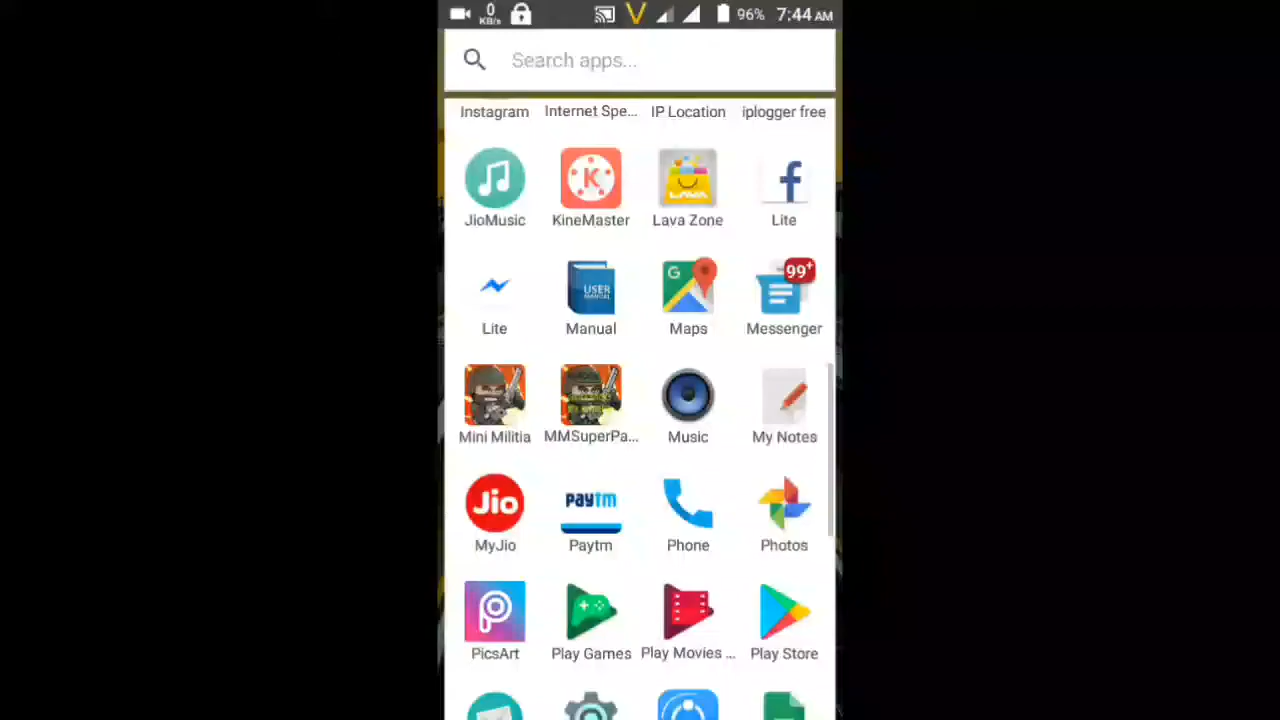 0 KB/s 96% 7:44 AM
Search apps...
Instagram Internet Spe... IP Location iplogger free
K LAVA f
JioMusic KineMaster Lava Zone Lite
USER MANUAL G 99+
Lite Manual Maps Messenger
Mini Militia MMSuperPa... Music My Notes
Jio paytm
MyJio Paytm Phone Photos
PicsArt Play Games Play Movies ... Play Store